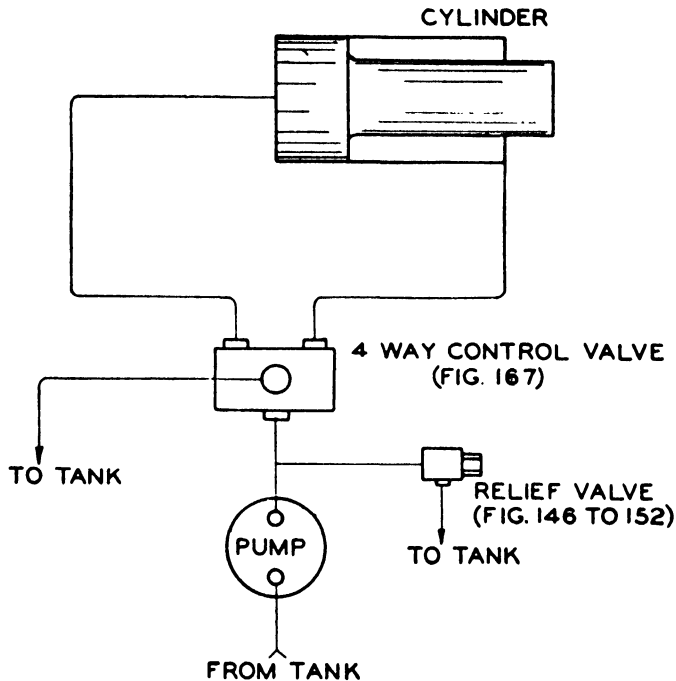 CYLINDER
4 WAY CONTROL VALVE
(FIG. 167)
TO TANK
RELIEF VALVE
(FIG. 146 TO 152)
PUMP
TO TANK
FROM TANK